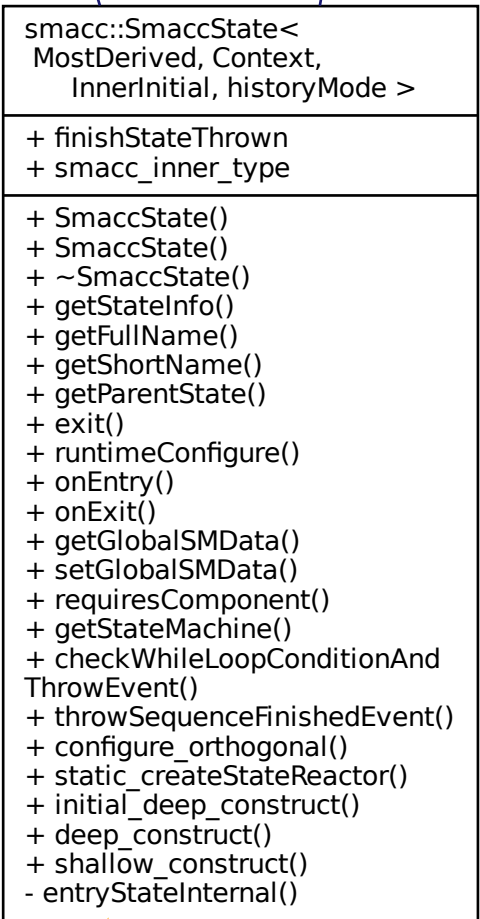 smacc::SmaccState<
MostDerived, Context,
InnerInitial, historyMode >
+ finishStateThrown
+ smacc_inner_type
+ SmaccState()
+ SmaccState()
+ ~SmaccState()
+ getStateInfo()
+ getFullName()
+ getShortName()
+ getParentState()
+ exit()
+ runtimeConfigure()
+ onEntry()
+ onExit()
+ getGlobalSMData()
+ setGlobalSMData()
+ requiresComponent()
+ getStateMachine()
+ checkWhileLoopConditionAnd
ThrowEvent()
+ throwSequenceFinishedEvent()
+ configure_orthogonal()
+ static_createStateReactor()
+ initial_deep_construct()
+ deep_construct()
+ shallow_construct()
- entryStateInternal()